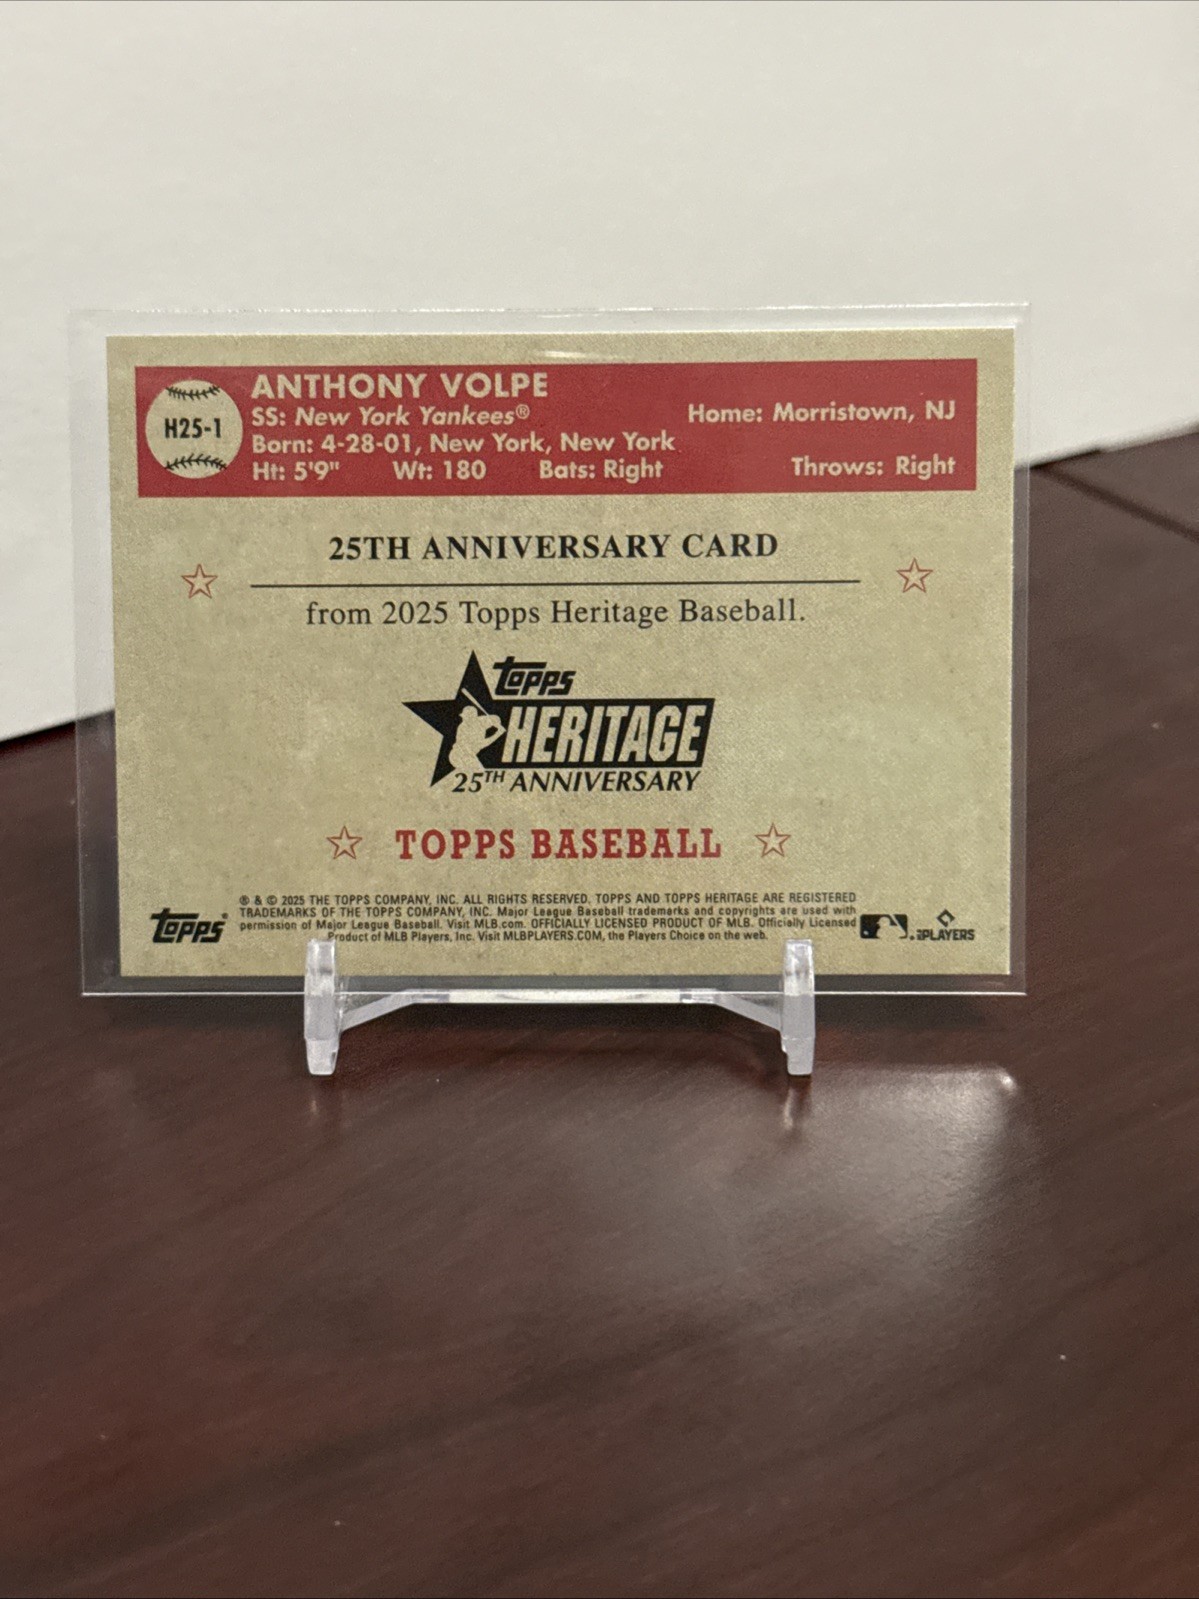 H25-1
ANTHONY VOLPE
SS: New York Yankees®
Home: Morristown, NJ
Born: 4-28-01, New York, New York
Ht: 5'9" Wt: 180 Bats: Right Throws: Right
25TH ANNIVERSARY CARD
from 2025 Topps Heritage Baseball.
topps
HERITAGE
25TH ANNIVERSARY
TOPPS BASEBALL
® & © 2025 THE TOPPS COMPANY, INC. ALL RIGHTS RESERVED. TOPPS AND TOPPS HERITAGE ARE REGISTERED
TRADEMARKS OF THE TOPPS COMPANY, INC. Major League Baseball trademarks and copyrights are used with
permission of Major League Baseball. Visit MLB.com. OFFICIALLY LICENSED PRODUCT OF MLB. Officially Licensed
Product of MLB Players, Inc. Visit MLBPLAYERS.COM, the Players Choice on the web.
topps®
PLAYERS